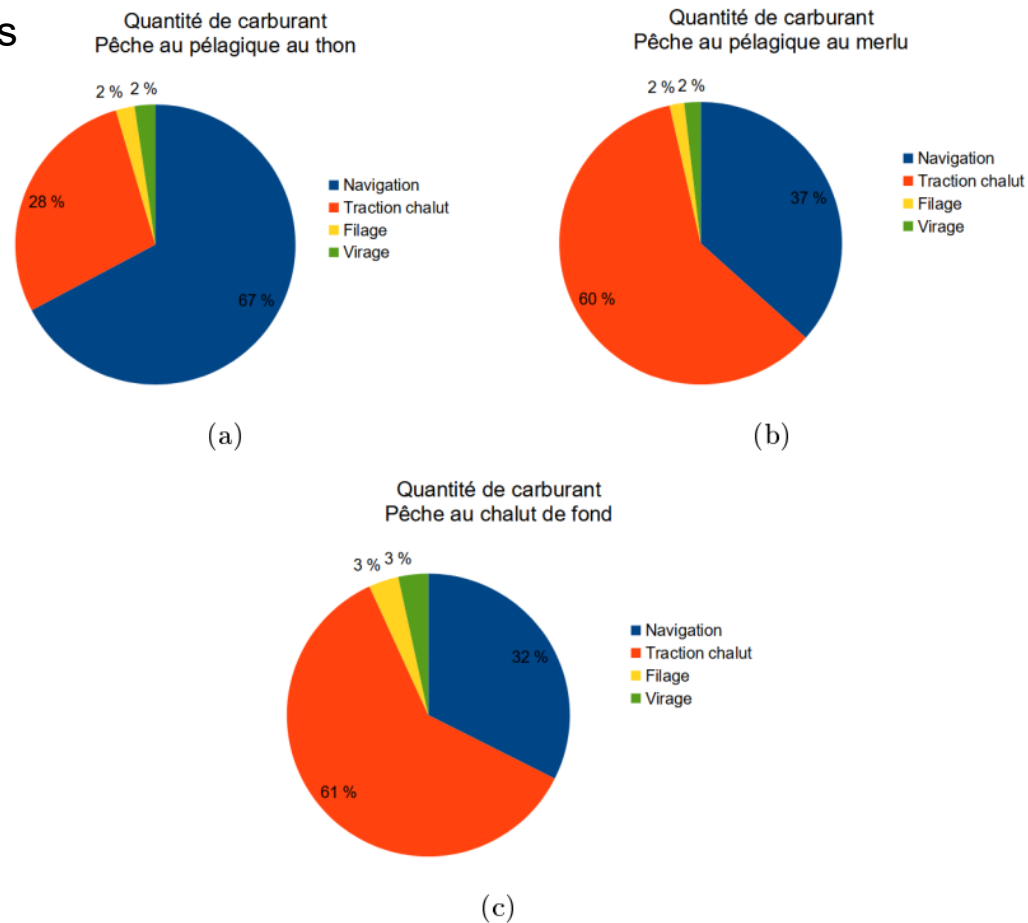 s
Quantité de carburant
Pêche au pélagique au thon
2 % 2 %
28 %
67 %
Navigation
Traction chalut
Filage
Virage
(a)
Quantité de carburant
Pêche au pélagique au merlu
2 % 2 %
37 %
60 %
Navigation
Traction chalut
Filage
Virage
(b)
Quantité de carburant
Pêche au chalut de fond
3 % 3 %
32 %
61 %
Navigation
Traction chalut
Filage
Virage
(c)